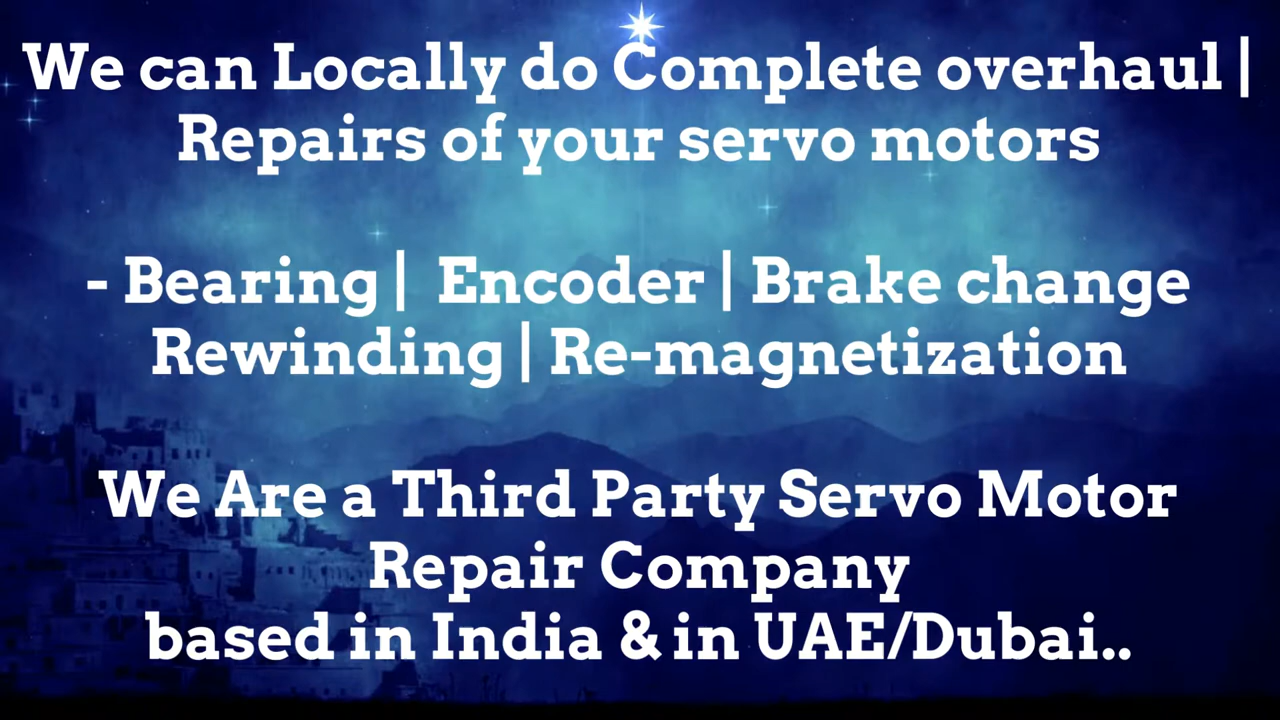 We can Locally do Complete overhaul |
Repairs of your servo motors
- Bearing | Encoder | Brake change
Rewinding | Re-magnetization
We Are a Third Party Servo Motor
Repair Company
based in India & in UAE/Dubai..